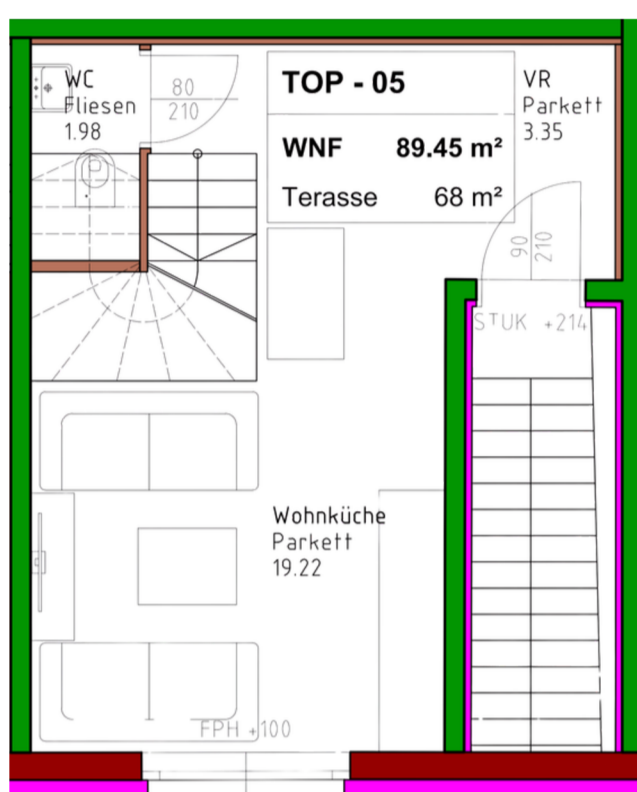 WC
Fliesen
1.98
80
210
TOP - 05
WNF 89.45 m²
Terasse 68 m²
VR
Parkett
3.35
90
210
STUK +214
Wohnküche
Parkett
19.22
FPH +100